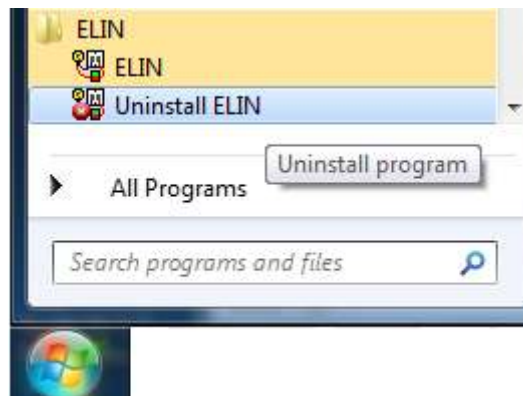 ELIN
ELIN
Uninstall ELIN
Uninstall program
All Programs
Search programs and files